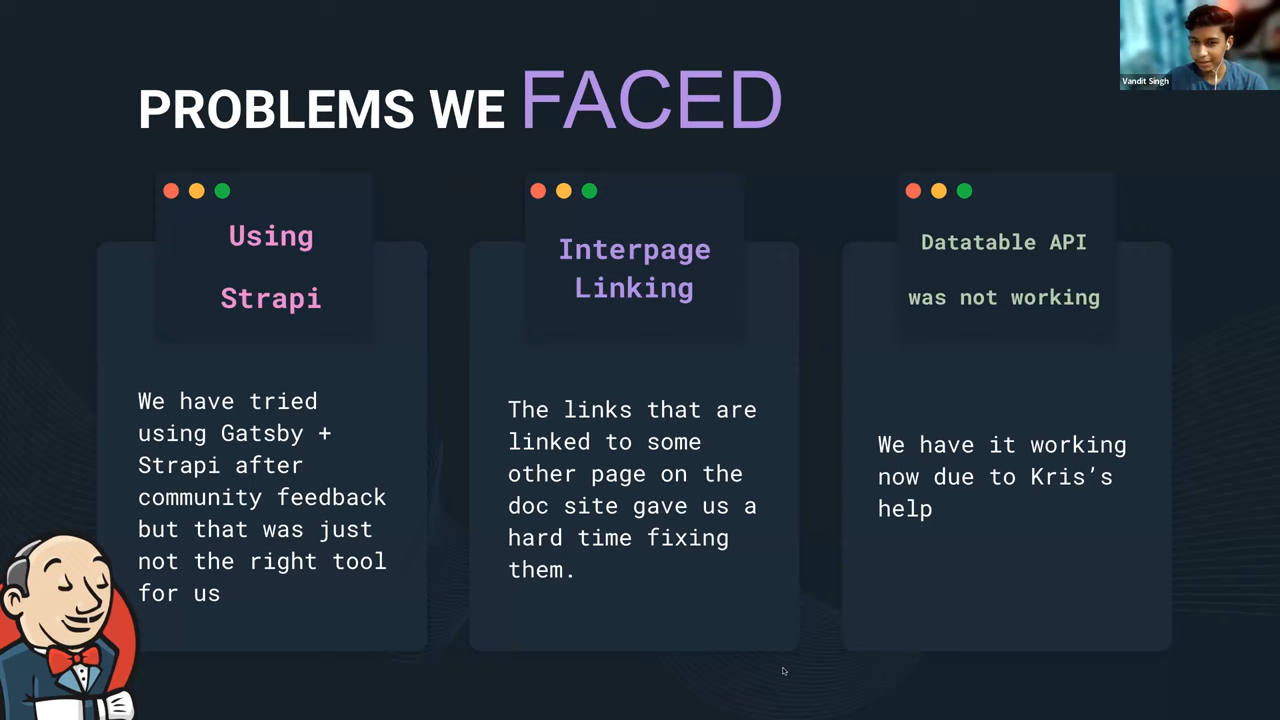 Vandit Singh
PROBLEMS WE FACED
Using
Strapi
We have tried
using Gatsby +
Strapi after
community feedback
but that was just
not the right tool
for us
Interpage
Linking
The links that are
linked to some
other page on the
doc site gave us a
hard time fixing
them.
Datatable API
was not working
We have it working
now due to Kris’s
help